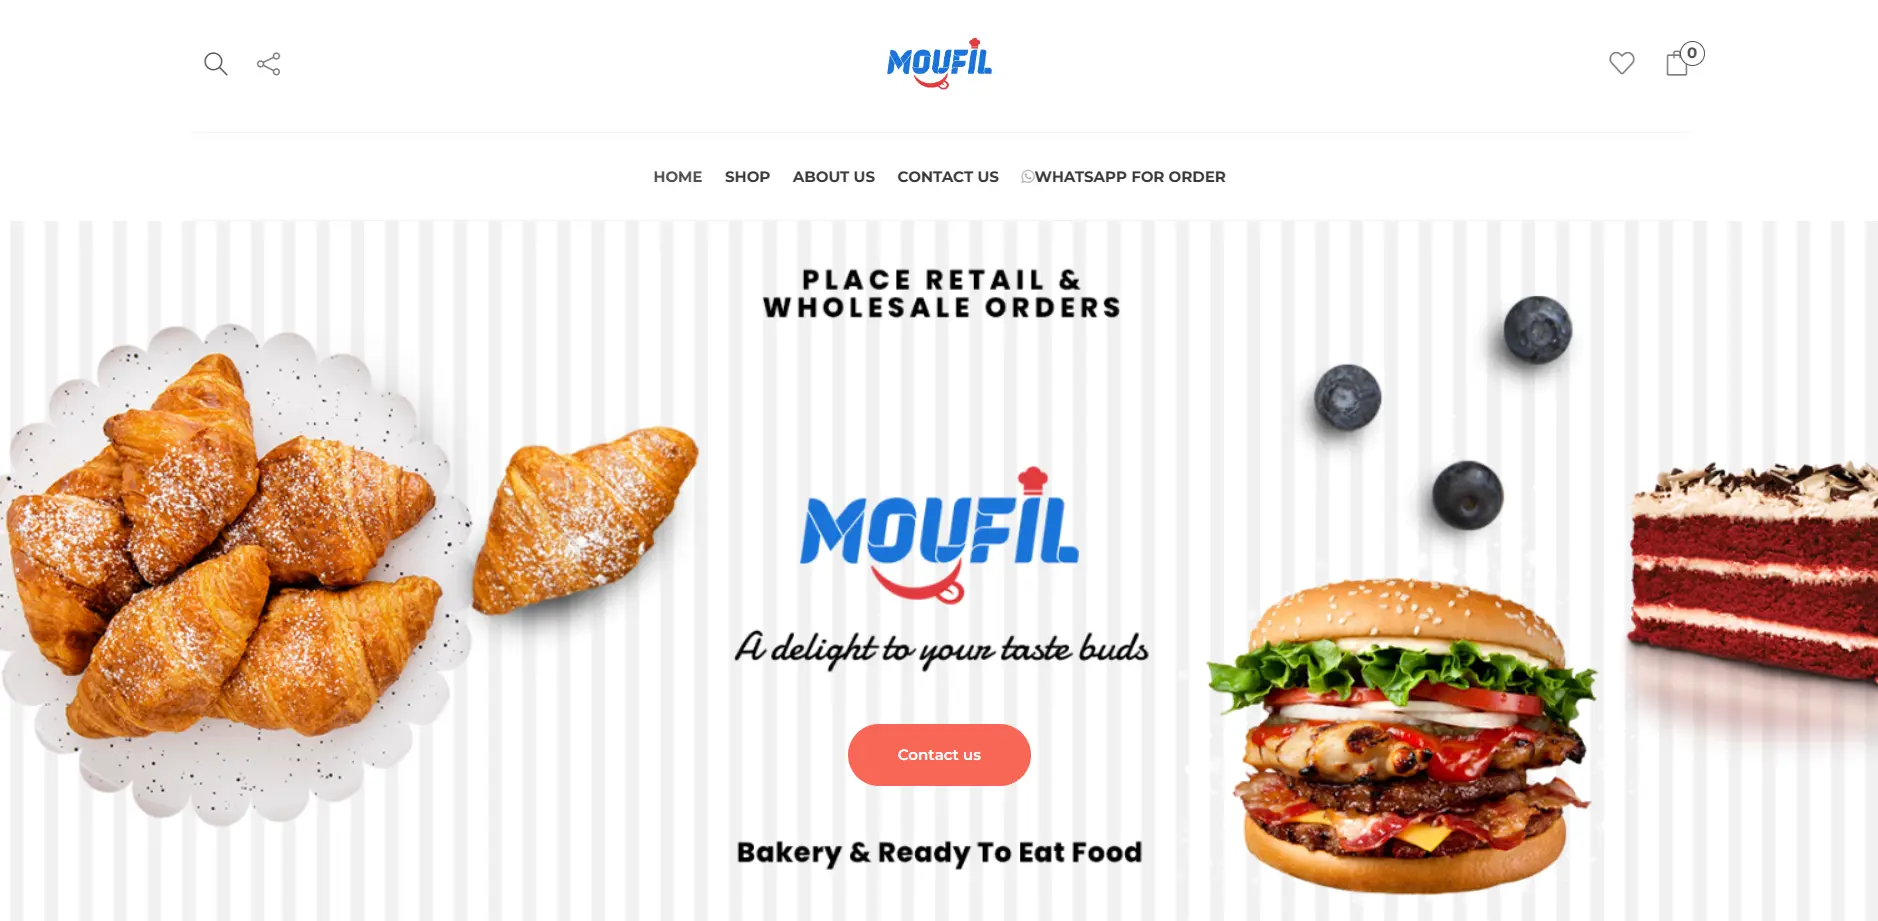 MOUFIL
0
HOME SHOP ABOUT US CONTACT US WHATSAPP FOR ORDER
PLACE RETAIL &
WHOLESALE ORDERS
MOUFIL
A delight to your taste buds
Contact us
Bakery & Ready To Eat Food